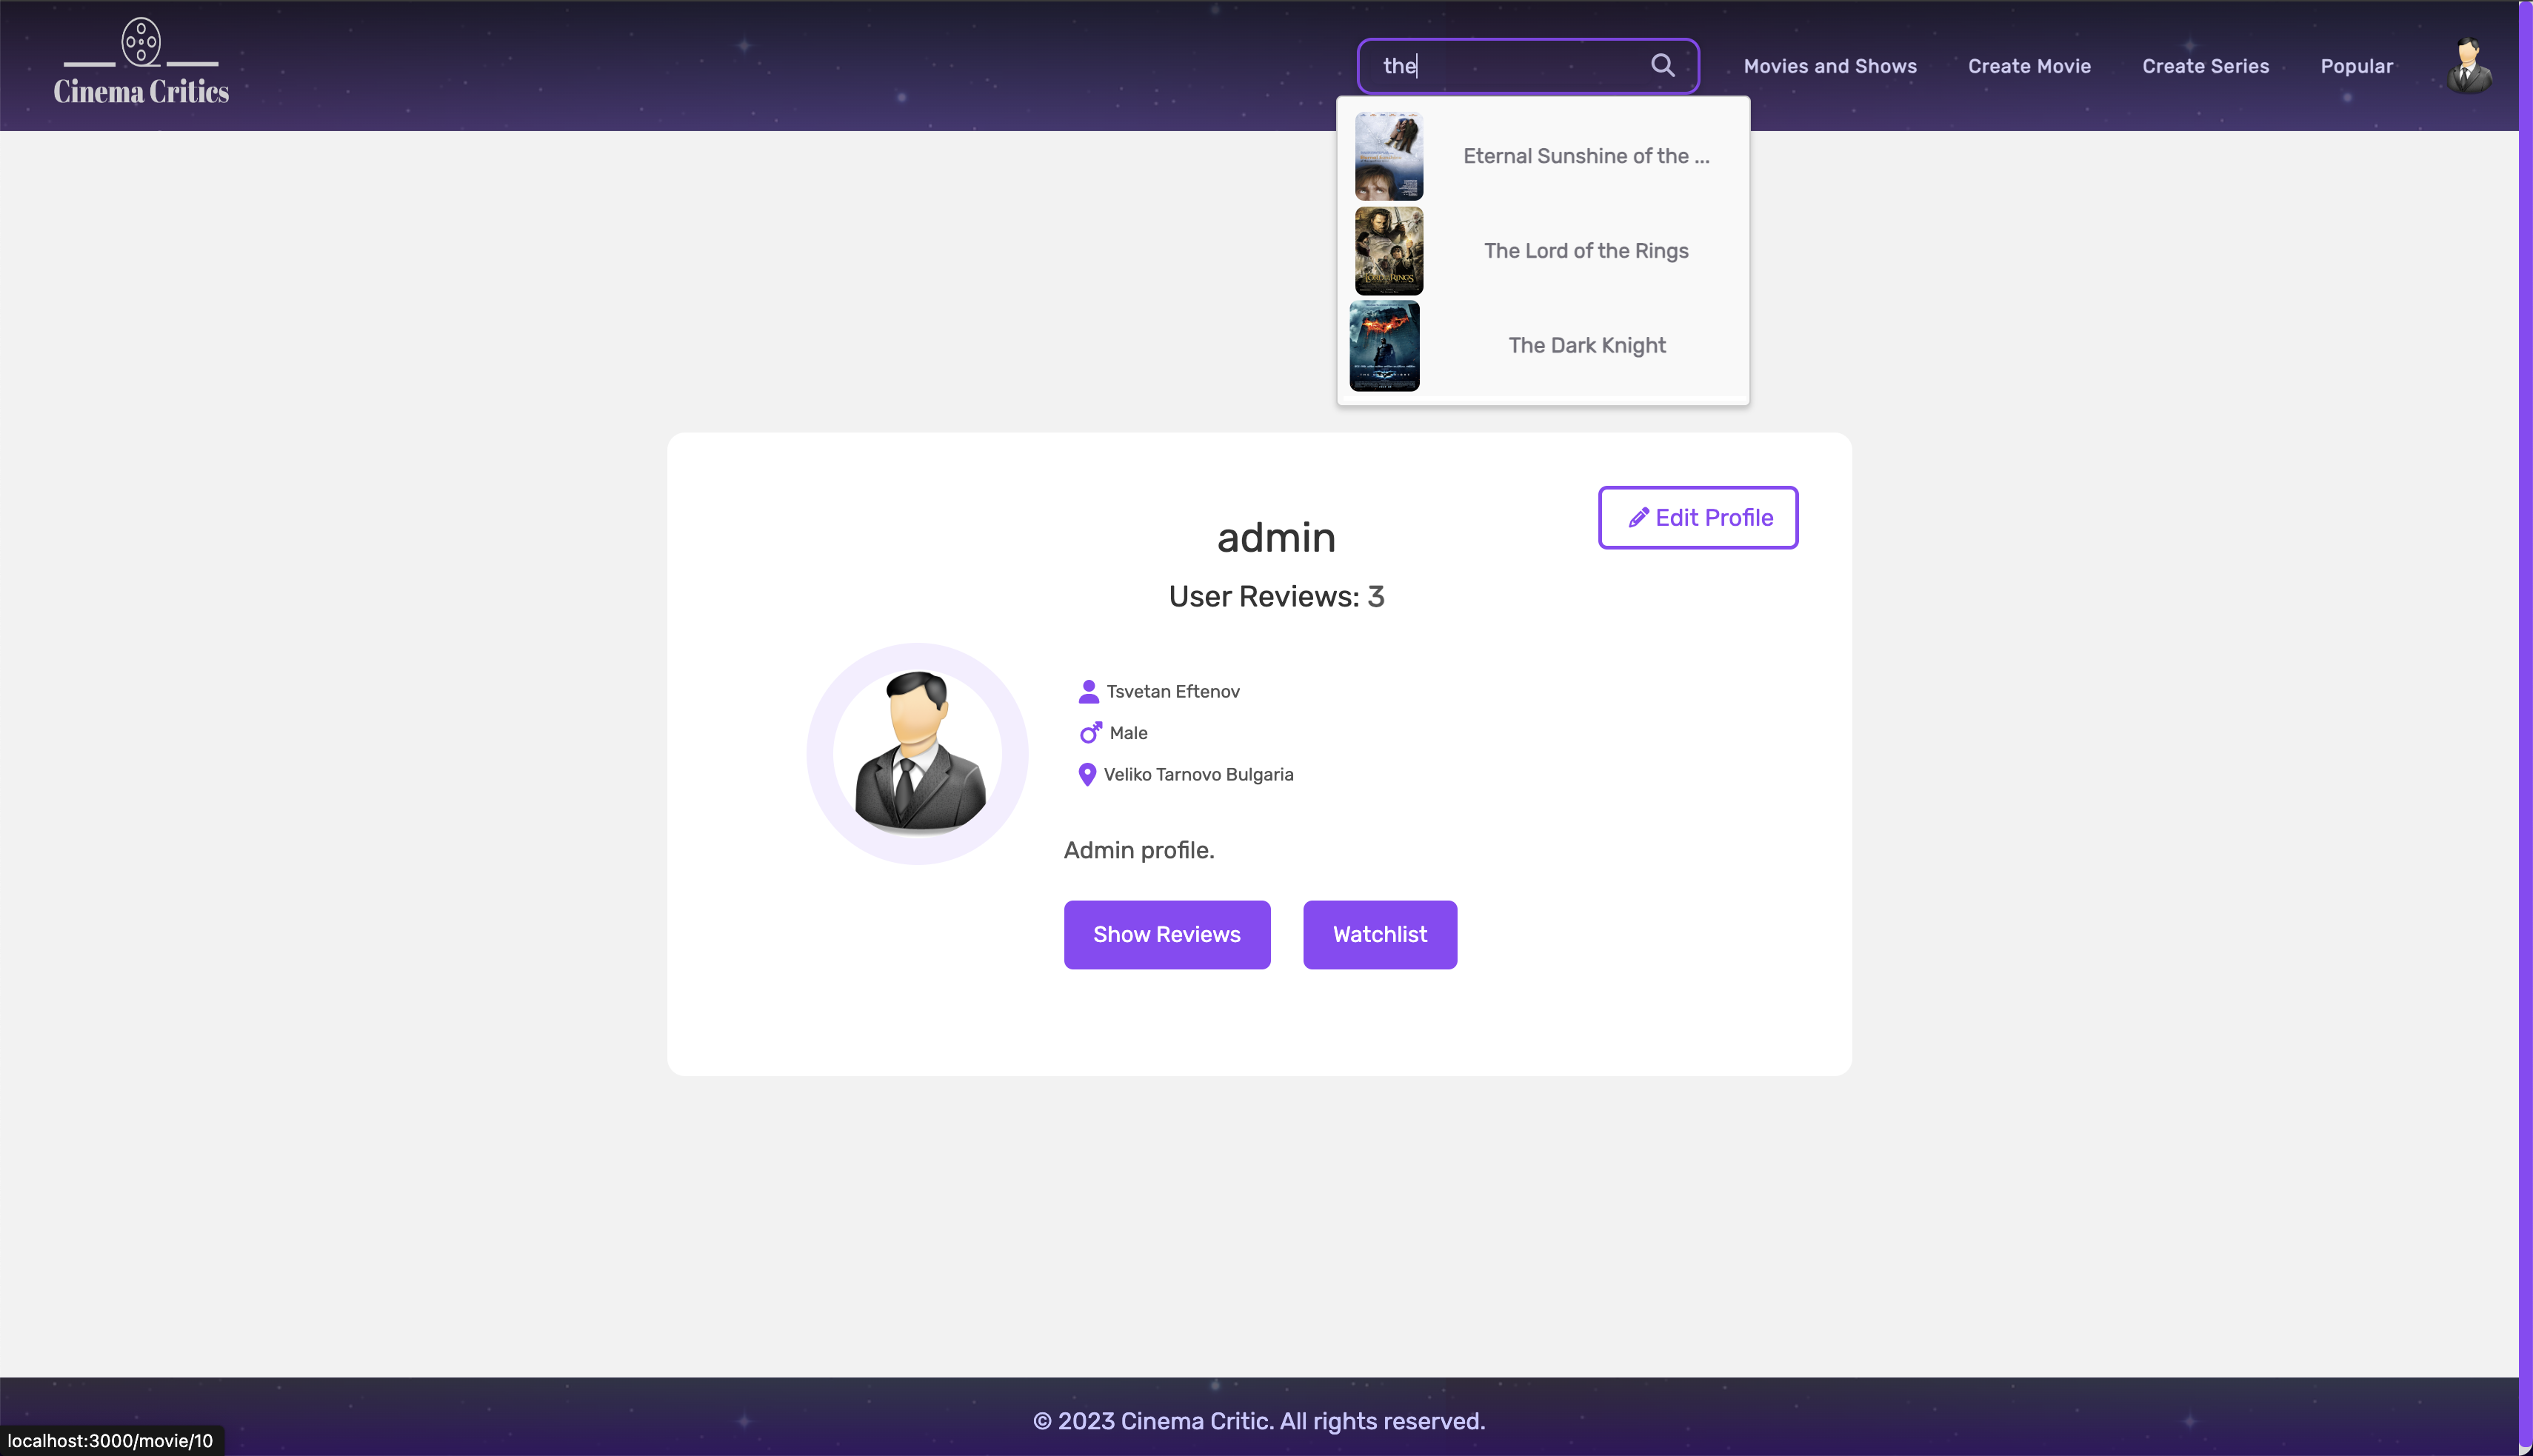 Cinema Critics
the
Movies and Shows
Create Movie
Create Series
Popular
Eternal Sunshine of the ...
The Lord of the Rings
The Dark Knight
Edit Profile
admin
User Reviews: 3
Tsvetan Eftenov
Male
Veliko Tarnovo Bulgaria
Admin profile.
Show Reviews
Watchlist
© 2023 Cinema Critic. All rights reserved.
localhost:3000/movie/10